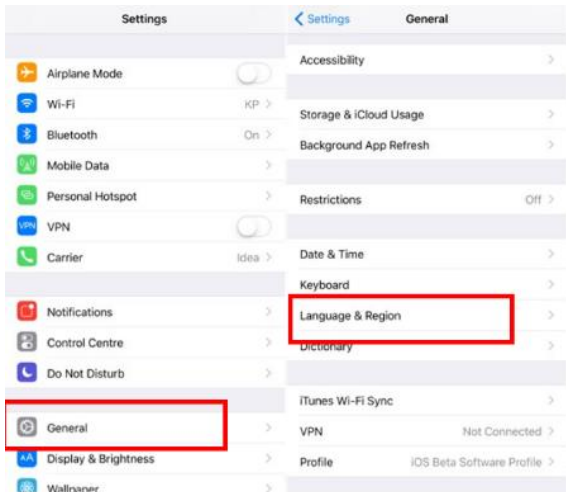 Settings
Airplane Mode
Wi-Fi KP
Bluetooth On
Mobile Data
Personal Hotspot
VPN VPN
Carrier Idea
Notifications
Control Centre
Do Not Disturb
General
AA Display & Brightness
Wallpaper
Settings General
Accessibility
Storage & iCloud Usage
Background App Refresh
Restrictions Off
Date & Time
Keyboard
Language & Region
Dictionary
iTunes Wi-Fi Sync
VPN Not Connected
Profile iOS Beta Software Profile